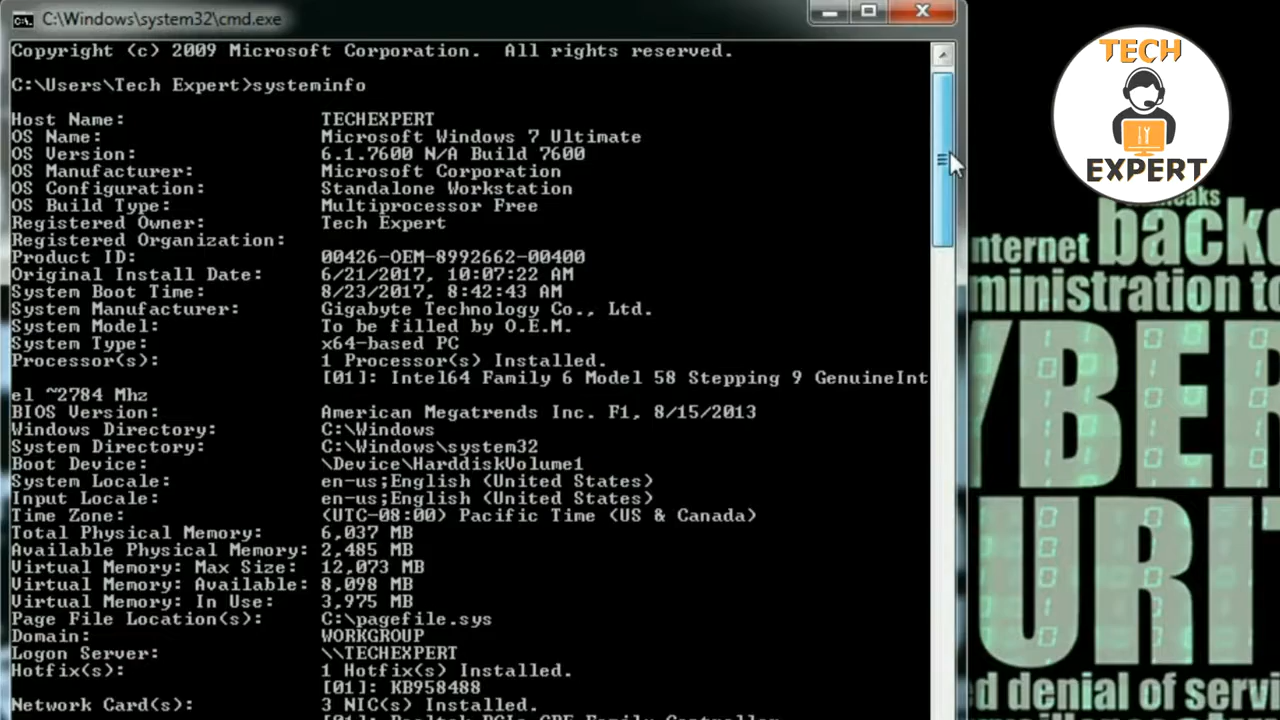 C:\Windows\system32\cmd.exe
Copyright (c) 2009 Microsoft Corporation.  All rights reserved.
C:\Users\Tech Expert>systeminfo
Host Name: TECHEXPERT
OS Name: Microsoft Windows 7 Ultimate
OS Version: 6.1.7600 N/A Build 7600
OS Manufacturer: Microsoft Corporation
OS Configuration: Standalone Workstation
OS Build Type: Multiprocessor Free
Registered Owner: Tech Expert
Registered Organization:
Product ID: 00426-OEM-8992662-00400
Original Install Date: 6/21/2017, 10:07:22 AM
System Boot Time: 8/23/2017, 8:42:43 AM
System Manufacturer: Gigabyte Technology Co., Ltd.
System Model: To be filled by O.E.M.
System Type: x64-based PC
Processor(s): 1 Processor(s) Installed.
[01]: Intel64 Family 6 Model 58 Stepping 9 GenuineInt
el ~2784 Mhz
BIOS Version: American Megatrends Inc. F1, 8/15/2013
Windows Directory: C:\Windows
System Directory: C:\Windows\system32
Boot Device: \Device\HarddiskVolume1
System Locale: en-us;English (United States)
Input Locale: en-us;English (United States)
Time Zone: (UTC-08:00) Pacific Time (US & Canada)
Total Physical Memory: 6,037 MB
Available Physical Memory: 2,485 MB
Virtual Memory: Max Size: 12,073 MB
Virtual Memory: Available: 8,098 MB
Virtual Memory: In Use: 3,975 MB
Page File Location(s): C:\pagefile.sys
Domain: WORKGROUP
Logon Server: \\TECHEXPERT
Hotfix(s): 1 Hotfix(s) Installed.
[01]: KB958488
Network Card(s): 3 NIC(s) Installed.
[01]: Realtek PCIe GBE Family Controller
TECH
EXPERT
nternet back
ministration to
YBER
URIT
d denial of servi